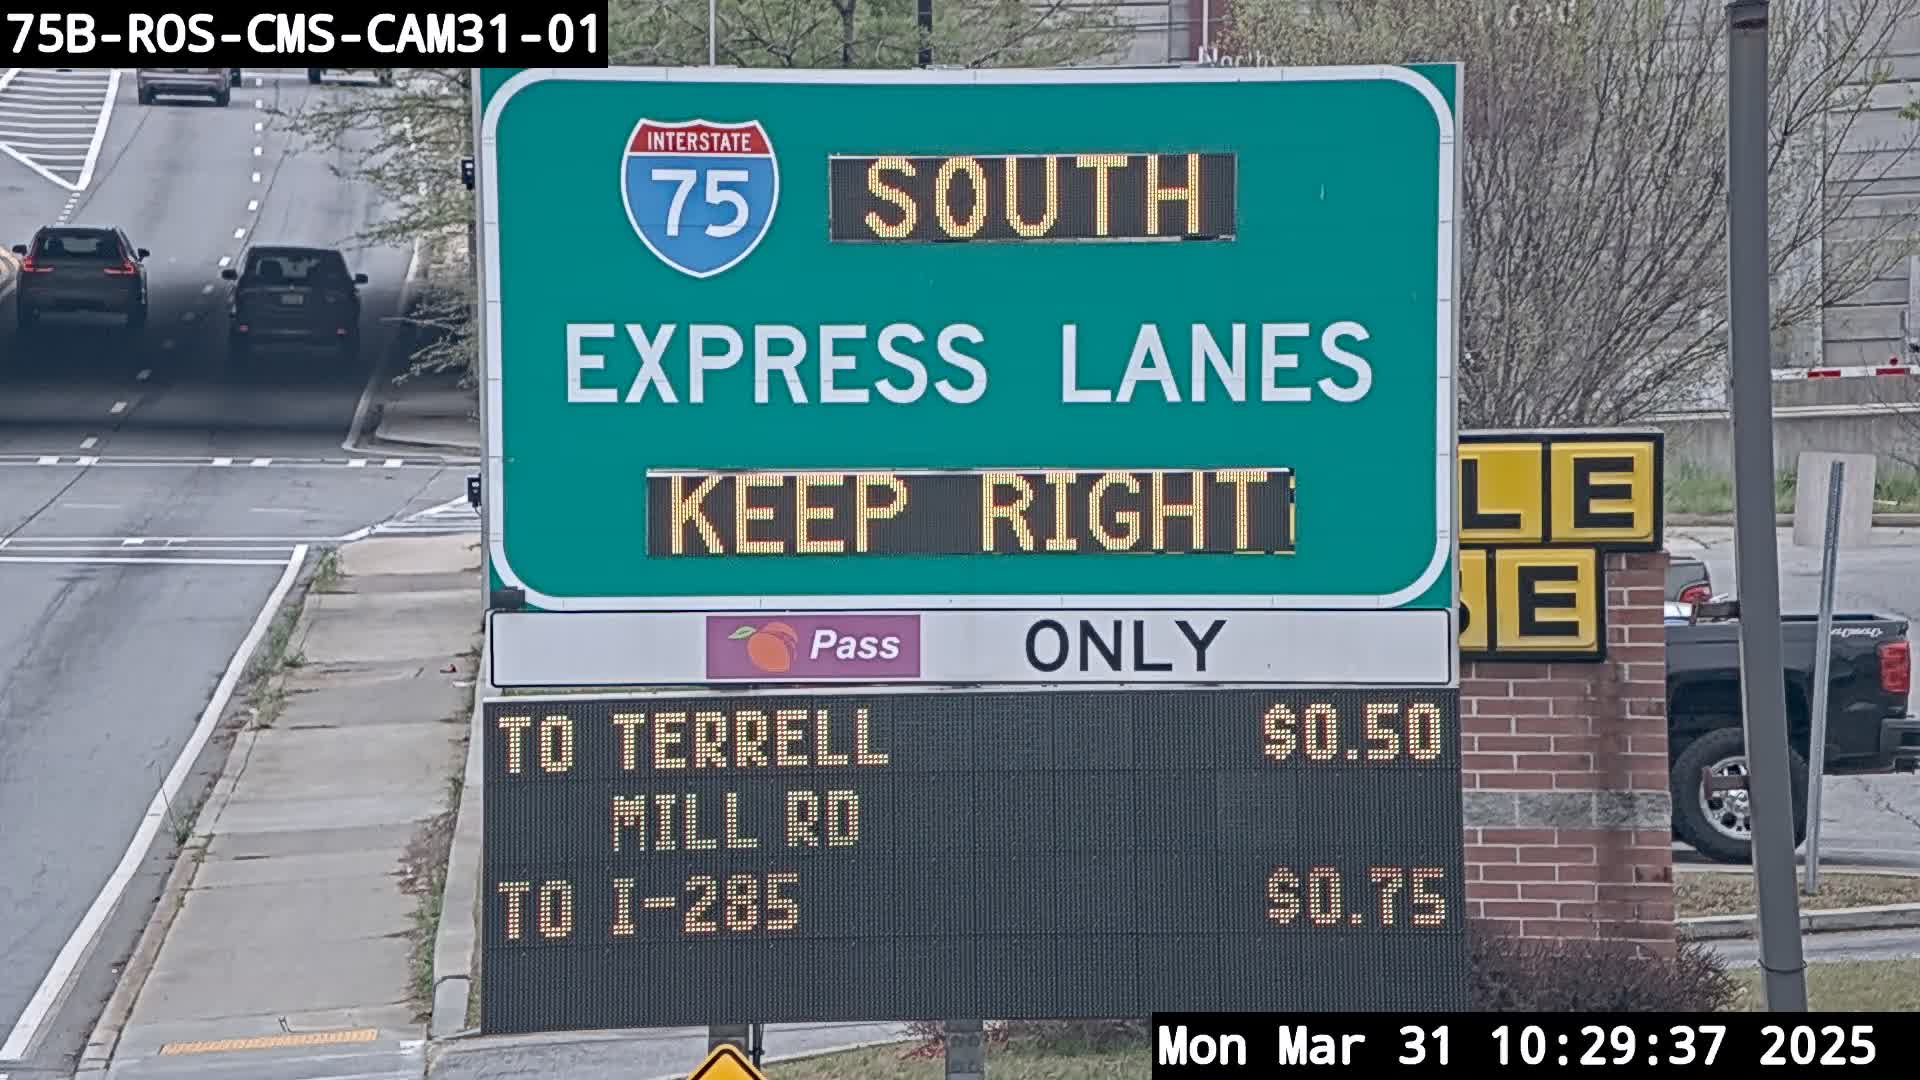 75B-ROS-CMS-CAM31-01
INTERSTATE
75
SOUTH
EXPRESS LANES
KEEP RIGHT
Pass ONLY
TO TERRELL $0.50
MILL RD
TO I-285 $0.75
LE
E
Mon Mar 31 10:29:37 2025